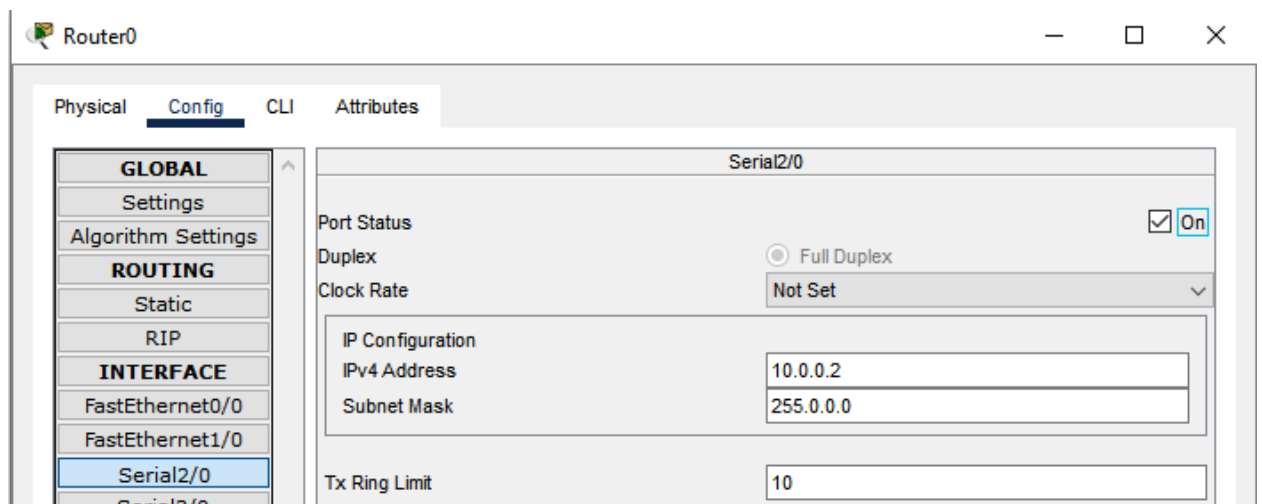 Router0
Physical Config CLI Attributes
GLOBAL
Settings
Algorithm Settings
ROUTING
Static
RIP
INTERFACE
FastEthernet0/0
FastEthernet1/0
Serial2/0
Serial2/0
Port Status On
Duplex Full Duplex
Clock Rate Not Set
IP Configuration
IPv4 Address 10.0.0.2
Subnet Mask 255.0.0.0
Tx Ring Limit 10